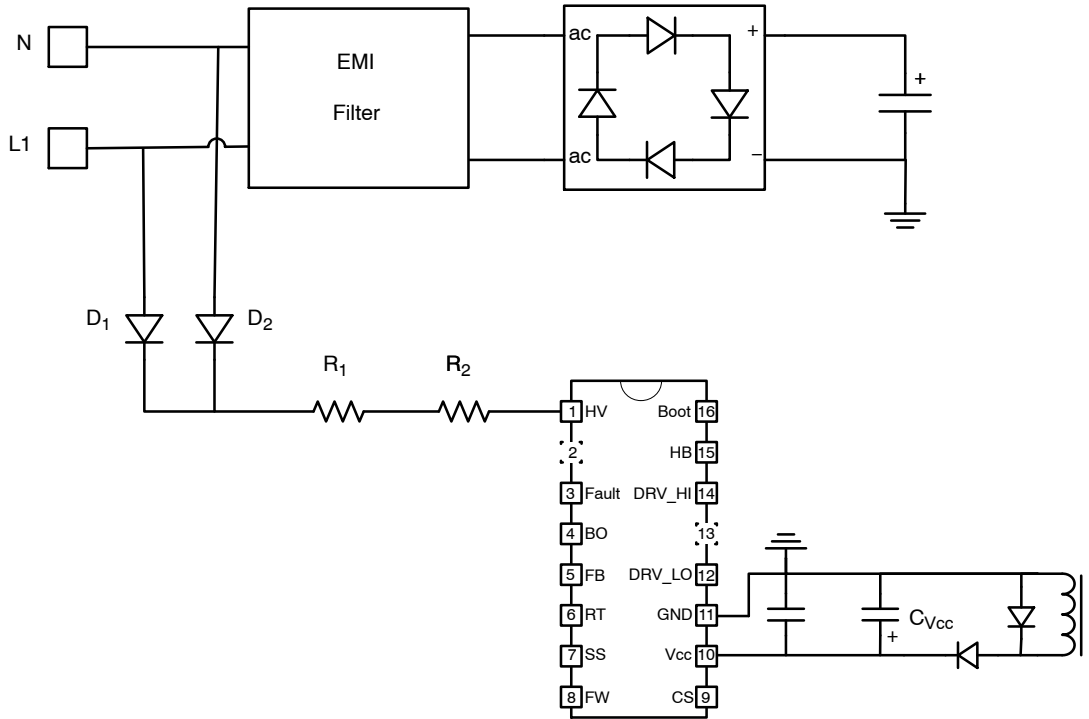 N
EMI
Filter
ac
+
+
L1
ac
−
D1
D2
R1
R2
1 HV
Boot 16
2
HB 15
3 Fault
DRV_HI 14
4 BO
13
5 FB
DRV_LO 12
6 RT
GND 11
7 SS
Vcc 10
8 FW
CS 9
CVcc
+